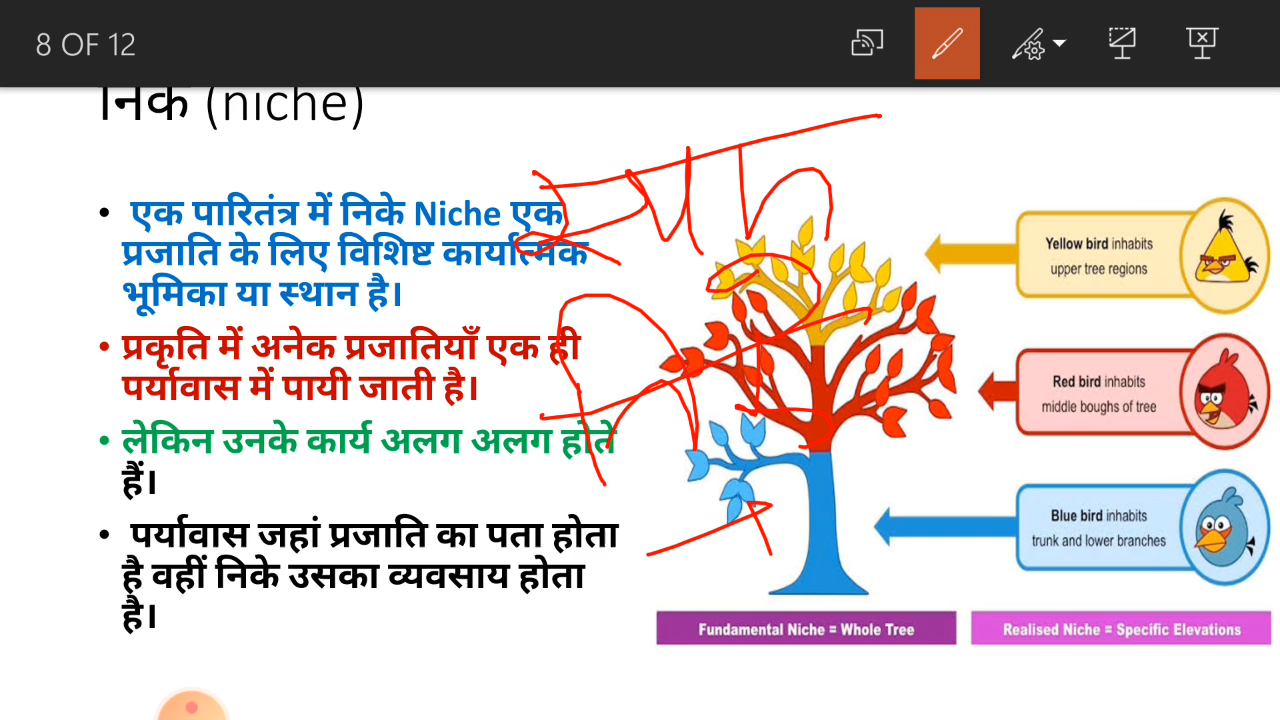 8 OF 12
निके (niche)
• एक पारितंत्र में निके Niche एक
प्रजाति के लिए विशिष्ट कार्यात्मक
भूमिका या स्थान है।
• प्रकृति में अनेक प्रजातियाँ एक ही
पर्यावास में पायी जाती है।
• लेकिन उनके कार्य अलग अलग होते
हैं।
• पर्यावास जहां प्रजाति का पता होता
है वहीं निके उसका व्यवसाय होता
है।
Yellow bird inhabits
upper tree regions
Red bird inhabits
middle boughs of tree
Blue bird inhabits
trunk and lower branches
Fundamental Niche = Whole Tree
Realised Niche = Specific Elevations